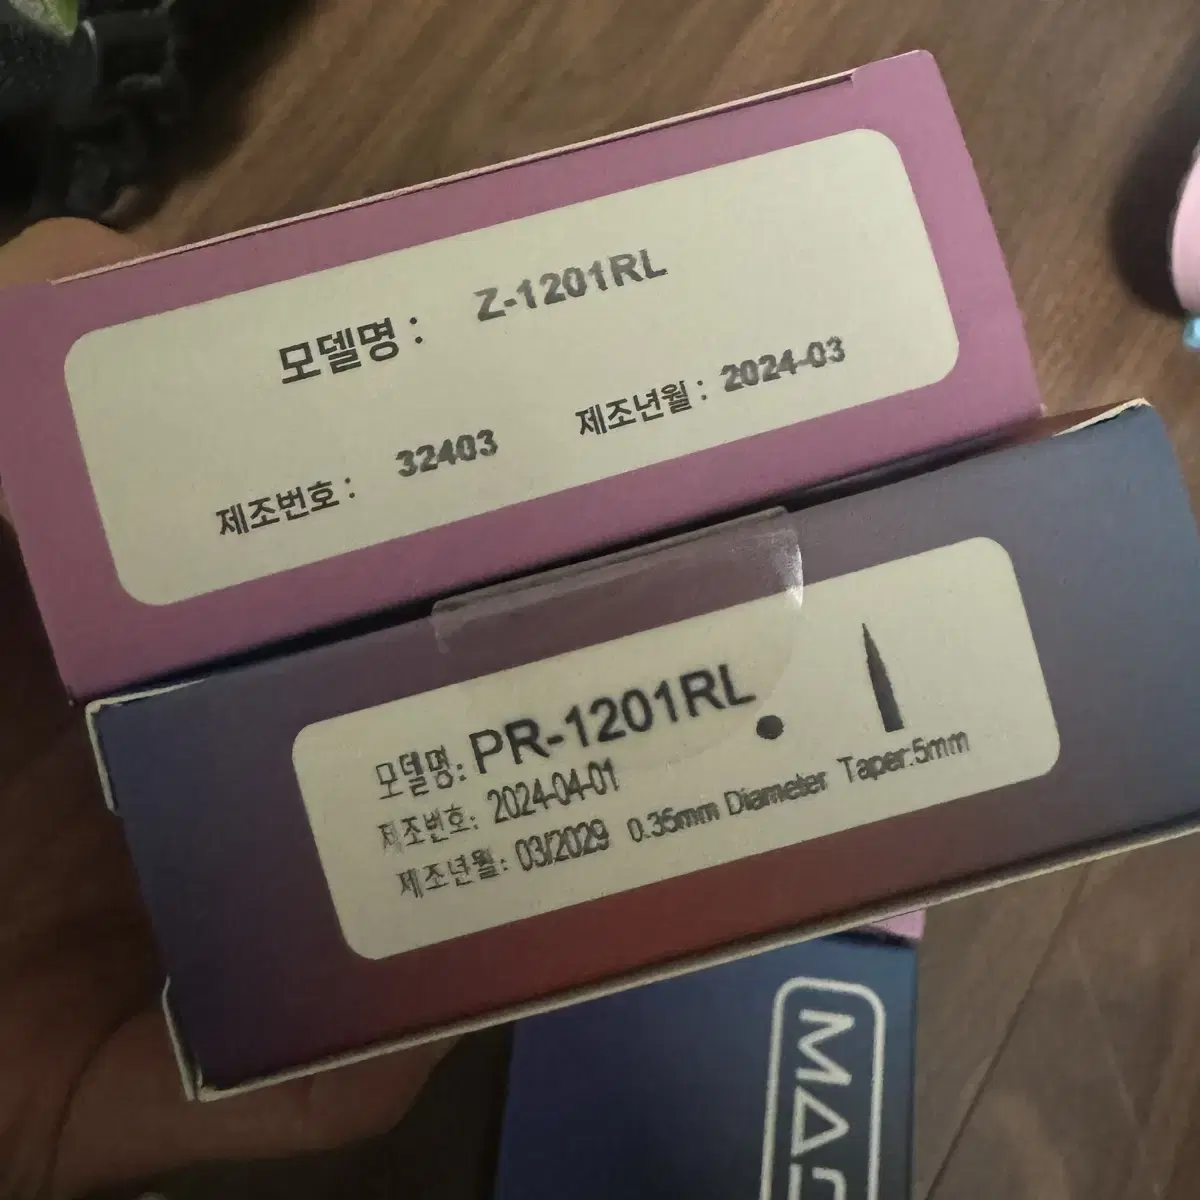 모델명 : Z-1201RL
제조번호 : 32403 제조년월 : 2024-03
모델명: PR-1201RL
제조번호: 2024-04-01
제조년월: 03/2029 0.35mm Diameter Taper:5mm